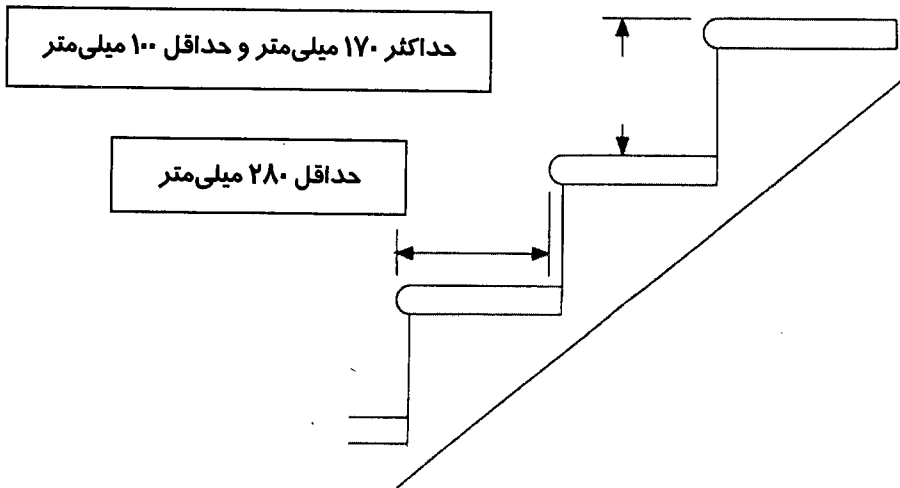 حداکثر ۱۷۰ میلی‌متر و حداقل ۱۰۰ میلی‌متر
حداقل ۲۸۰ میلی‌متر